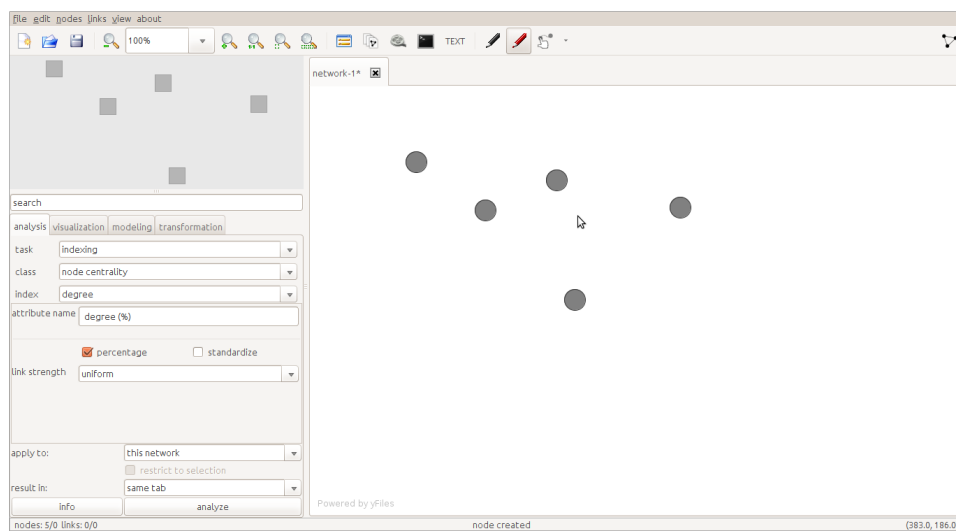 file edit nodes links view about
100%
TEXT
network-1*
search
analysis visualization modeling transformation
task indexing
class node centrality
index degree
attribute name degree (%)
percentage standardize
link strength uniform
apply to: this network
restrict to selection
result in: same tab
info analyze
Powered by yFiles
nodes: 5/0 links: 0/0 node created (383.0, 186.0